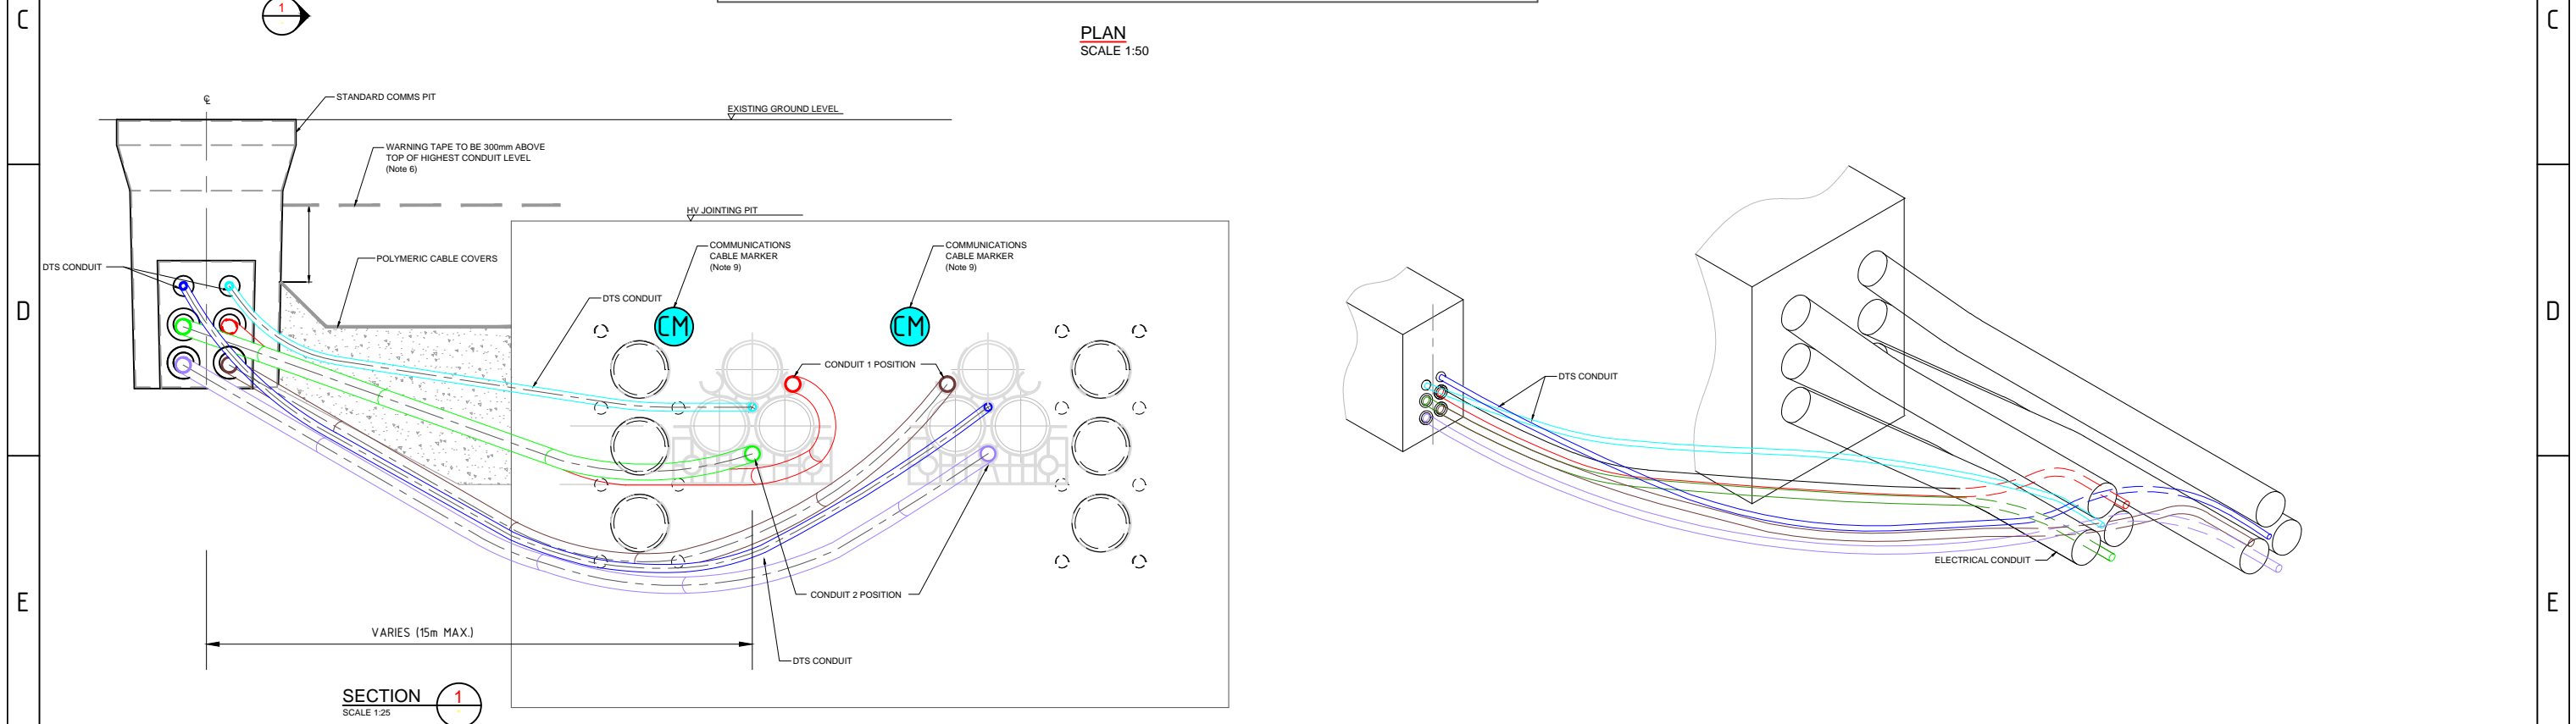 C
1
PLAN
SCALE 1:50
C
℄
STANDARD COMMS PIT
EXISTING GROUND LEVEL
WARNING TAPE TO BE 300mm ABOVE
TOP OF HIGHEST CONDUIT LEVEL
(Note 6)
HV JOINTING PIT
COMMUNICATIONS
CABLE MARKER
(Note 9)
COMMUNICATIONS
CABLE MARKER
(Note 9)
POLYMERIC CABLE COVERS
DTS CONDUIT
DTS CONDUIT
D
CM
CM
D
CONDUIT 1 POSITION
DTS CONDUIT
ELECTRICAL CONDUIT
E
CONDUIT 2 POSITION
E
VARIES (15m MAX.)
DTS CONDUIT
SECTION
1
SCALE 1:25